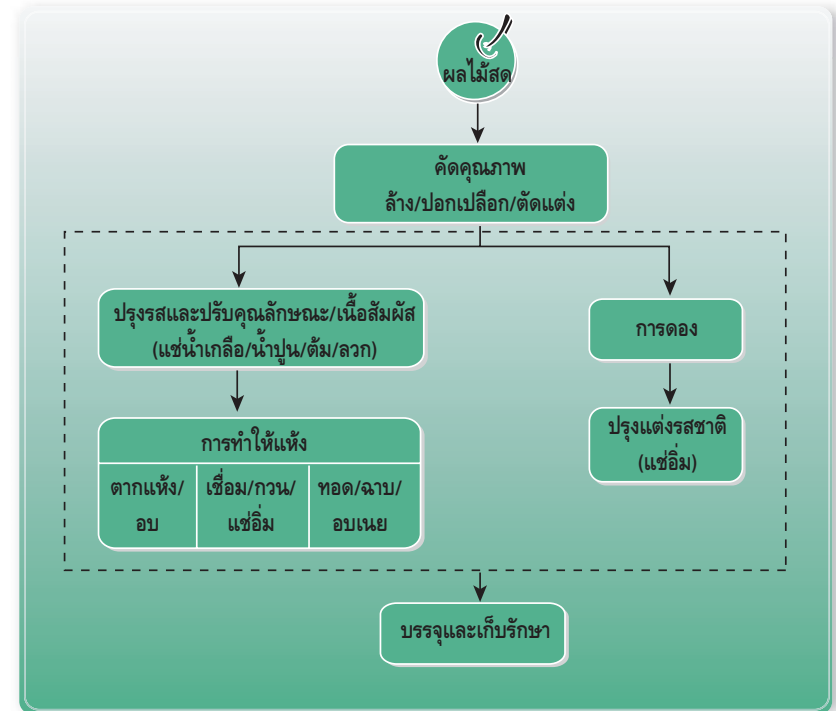 ผลไม้สด
คัดคุณภาพ
ล้าง/ปอกเปลือก/ตัดแต่ง
ปรุงรสและปรับคุณลักษณะ/เนื้อสัมผัส
(แช่น้ำเกลือ/น้ำปูน/ต้ม/ลวก)
การทำให้แห้ง
ตากแห้ง/
อบ
เชื่อม/กวน/
แช่อิ่ม
ทอด/ฉาบ/
อบเนย
การดอง
ปรุงแต่งรสชาติ
(แช่อิ่ม)
บรรจุและเก็บรักษา